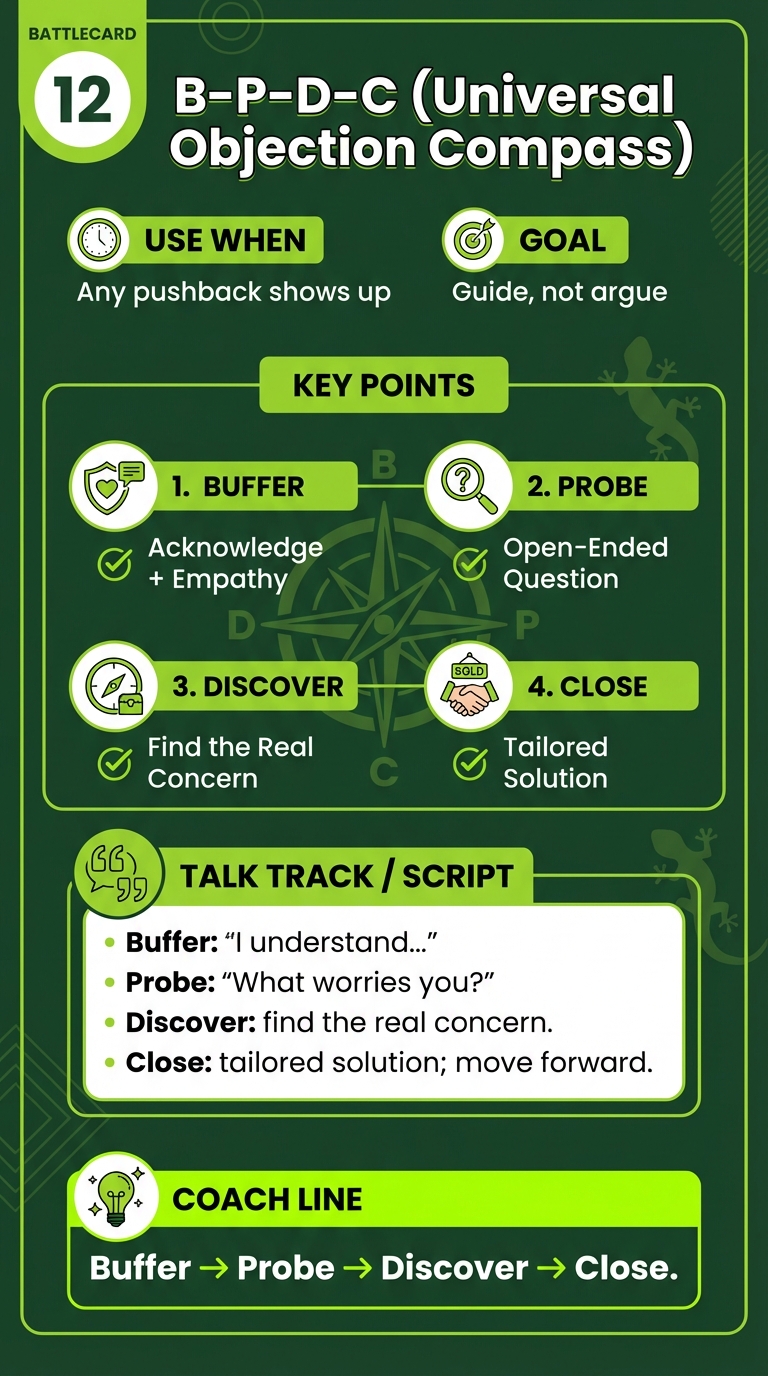 BATTLECARD
12
B-P-D-C (Universal
Objection Compass)
USE WHEN
Any pushback shows up
GOAL
Guide, not argue
KEY POINTS
B
D
P
C
1. BUFFER
Acknowledge
+ Empathy
2. PROBE
Open-Ended
Question
3. DISCOVER
Find the Real
Concern
SOLD
4. CLOSE
Tailored
Solution
TALK TRACK / SCRIPT
• Buffer: “I understand...”
• Probe: “What worries you?”
• Discover: find the real concern.
• Close: tailored solution; move forward.
COACH LINE
Buffer → Probe → Discover → Close.